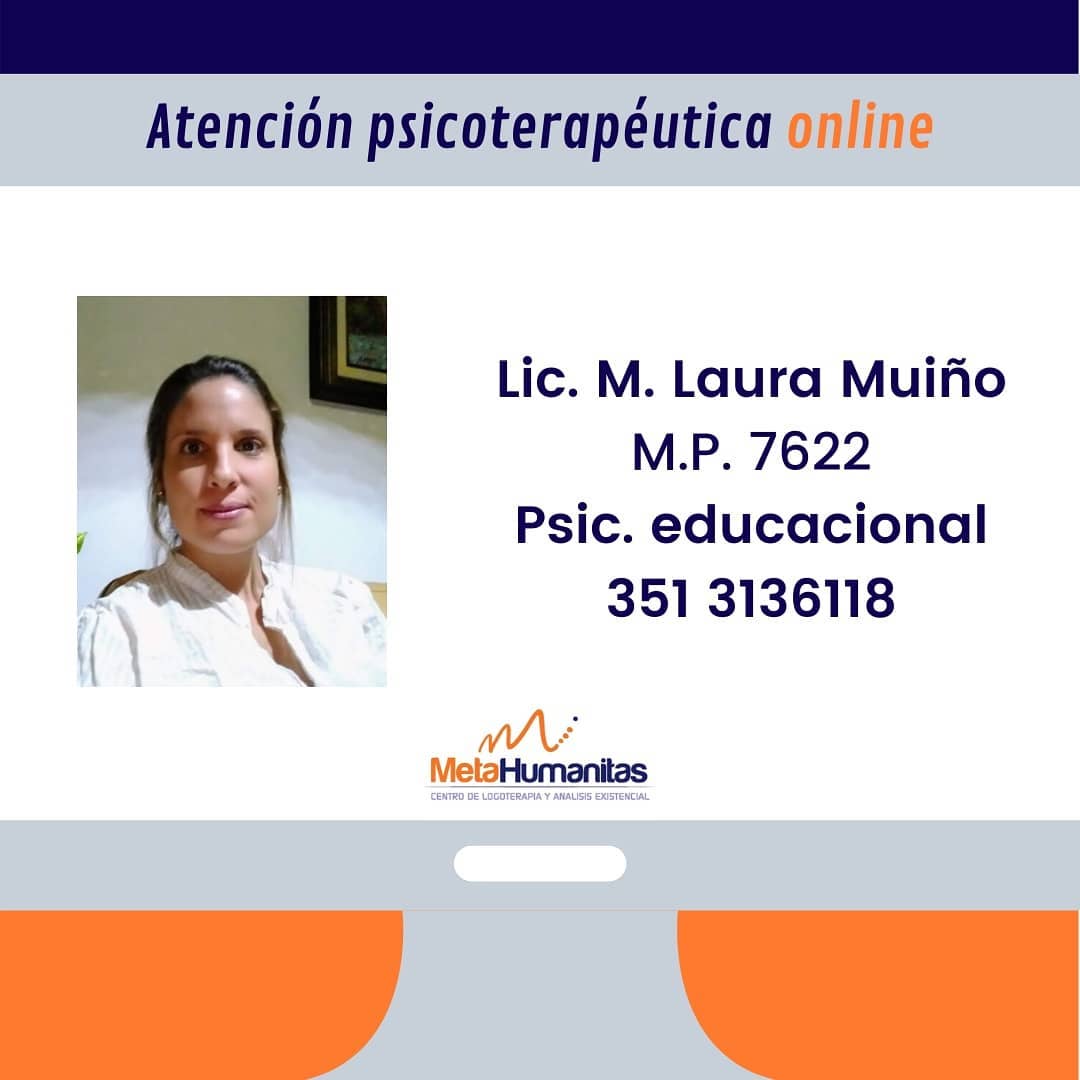 Atención psicoterapéutica online
Lic. M. Laura Muiño
M.P. 7622
Psic. educacional
351 3136118
MetaHumanitas
CENTRO DE LOGOTERAPIA Y ANALISIS EXISTENCIAL